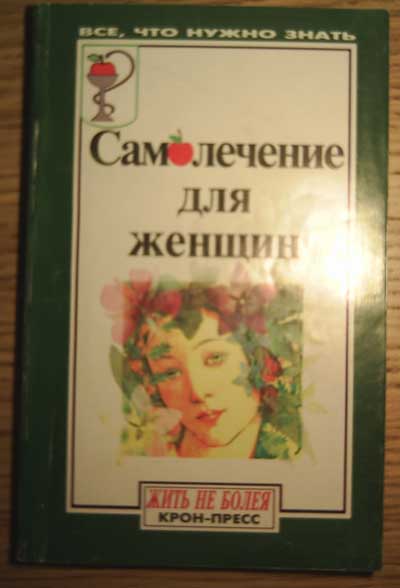 ВСЕ, ЧТО НУЖНО ЗНАТЬ
Самолечение
для
женщин
ЖИТЬ НЕ БОЛЕЯ
КРОН-ПРЕСС